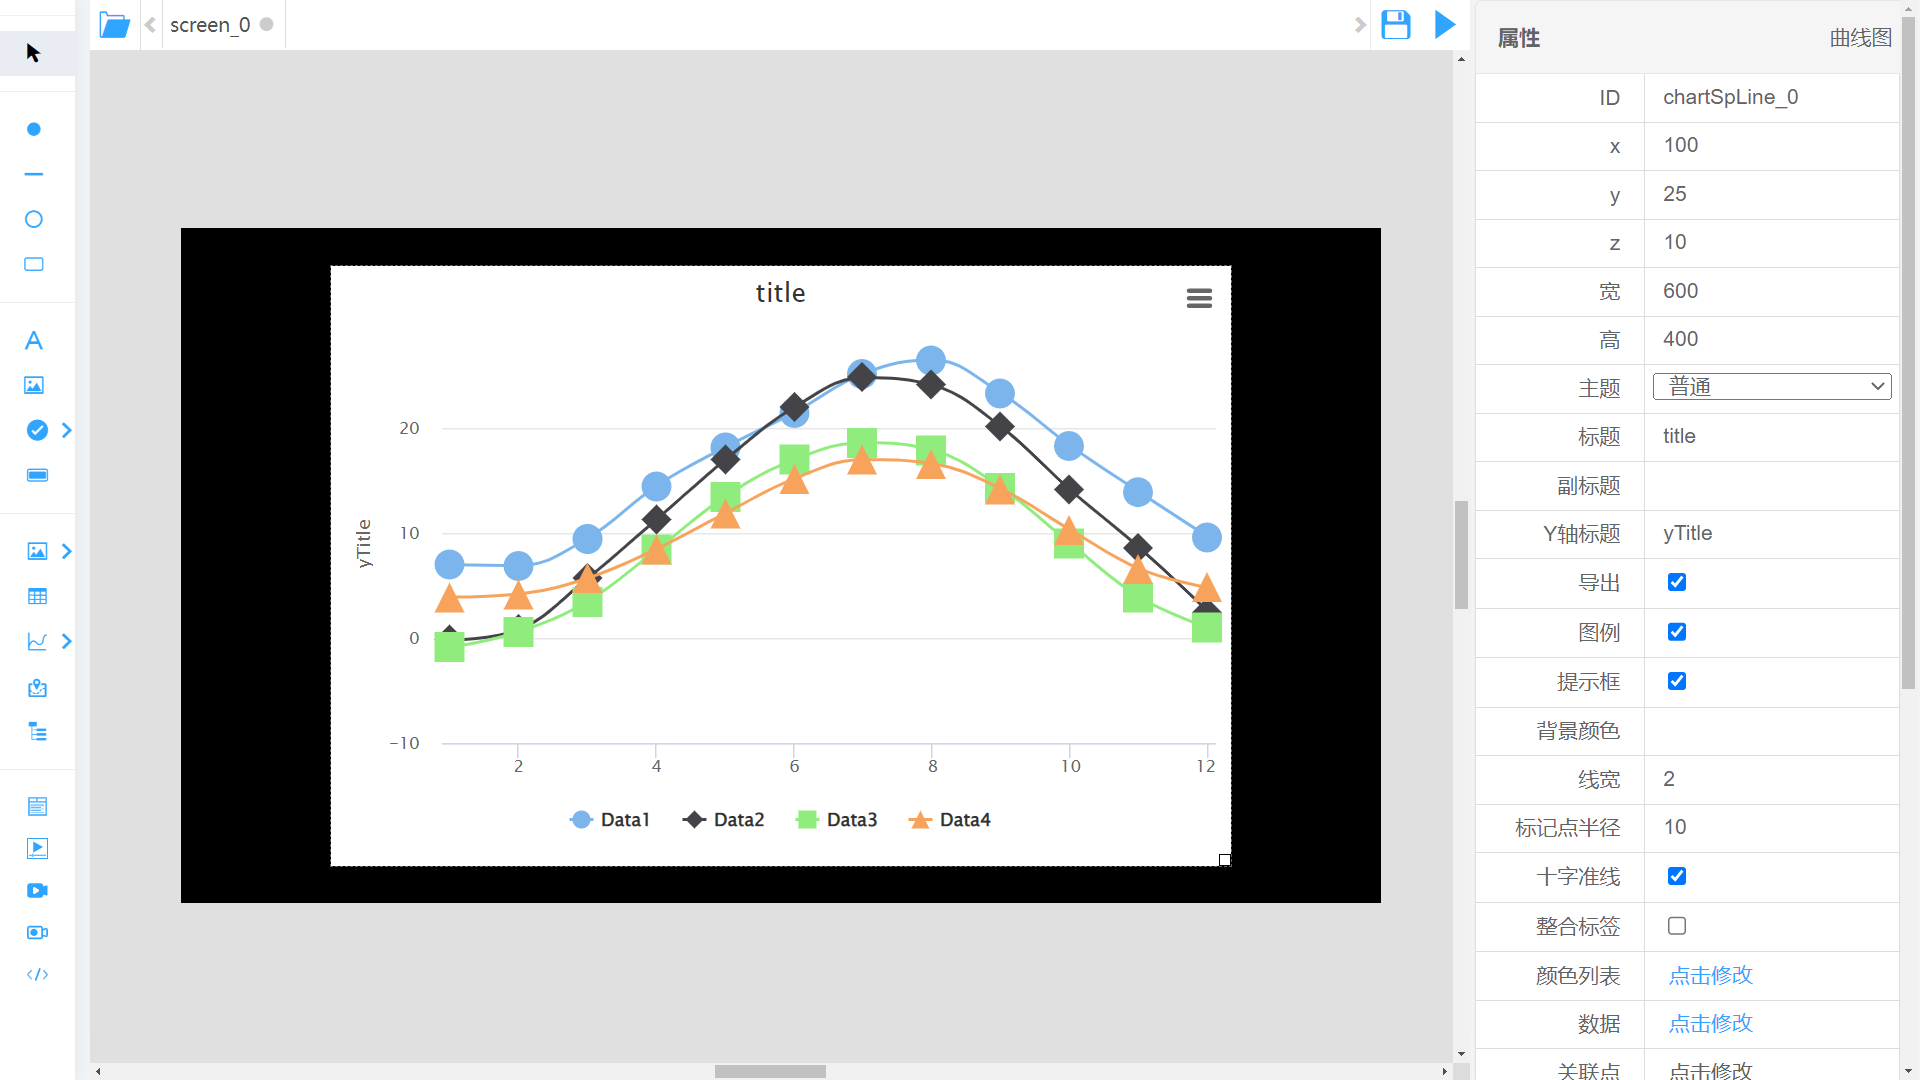 screen_0
title
yTitle
20
10
0
−10
2 4 6 8 10 12
Data1 Data2 Data3 Data4
A
</>
属性 曲线图
ID chartSpLine_0
x 100
y 25
z 10
宽 600
高 400
主题 普通
标题 title
副标题
Y轴标题 yTitle
导出
图例
提示框
背景颜色
线宽 2
标记点半径 10
十字准线
整合标签
颜色列表 点击修改
数据 点击修改
关联点 点击修改